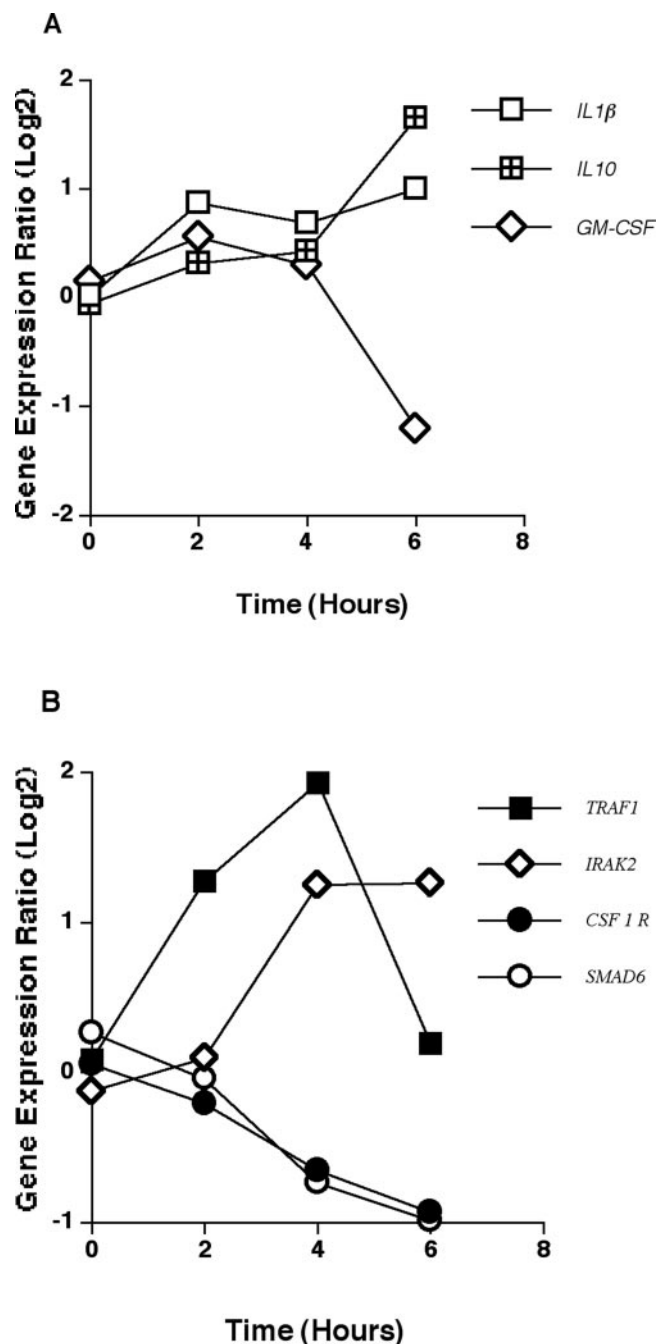 A
Gene Expression Ratio (Log2)
2
1
0
-1
-2
0 2 4 6 8
Time (Hours)
IL1β
IL10
GM-CSF
B
Gene Expression Ratio (Log2)
2
1
0
-1
0 2 4 6 8
Time (Hours)
TRAF1
IRAK2
CSF 1 R
SMAD6